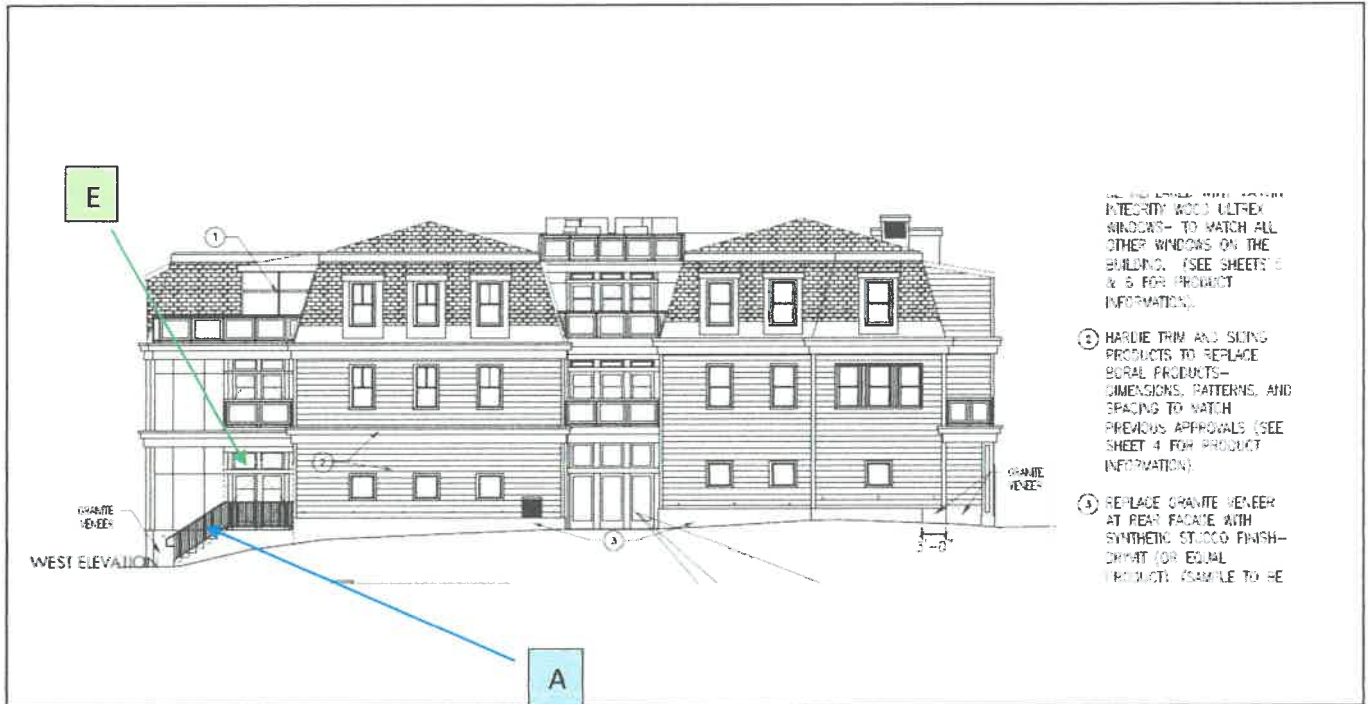 E
1
INTEGRITY WOOD ULTREX
WINDOWS- TO MATCH ALL
OTHER WINDOWS ON THE
BUILDING. (SEE SHEETS
& 6 FOR PRODUCT
INFORMATION).
2 HARDIE TRIM AND SIDING
PRODUCTS TO REPLACE
BORAL PRODUCTS-
DIMENSIONS, PATTERNS, AND
SPACING TO MATCH
PREVIOUS APPROVALS (SEE
SHEET 4 FOR PRODUCT
INFORMATION).
3 REPLACE GRANITE VENEER
AT REAR FACADE WITH
SYNTHETIC STUCCO FINISH-
DRYVIT (OR EQUAL
PRODUCT). (SAMPLE TO BE
2
GRANITE
VENEER
GRANITE
VENEER
3
WEST ELEVATION
A